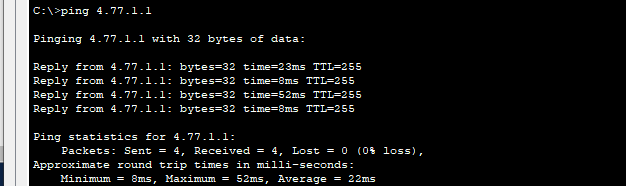 C:\>ping 4.77.1.1
Pinging 4.77.1.1 with 32 bytes of data:
Reply from 4.77.1.1: bytes=32 time=23ms TTL=255
Reply from 4.77.1.1: bytes=32 time=8ms TTL=255
Reply from 4.77.1.1: bytes=32 time=52ms TTL=255
Reply from 4.77.1.1: bytes=32 time=8ms TTL=255
Ping statistics for 4.77.1.1:
Packets: Sent = 4, Received = 4, Lost = 0 (0% loss),
Approximate round trip times in milli-seconds:
Minimum = 8ms, Maximum = 52ms, Average = 22ms